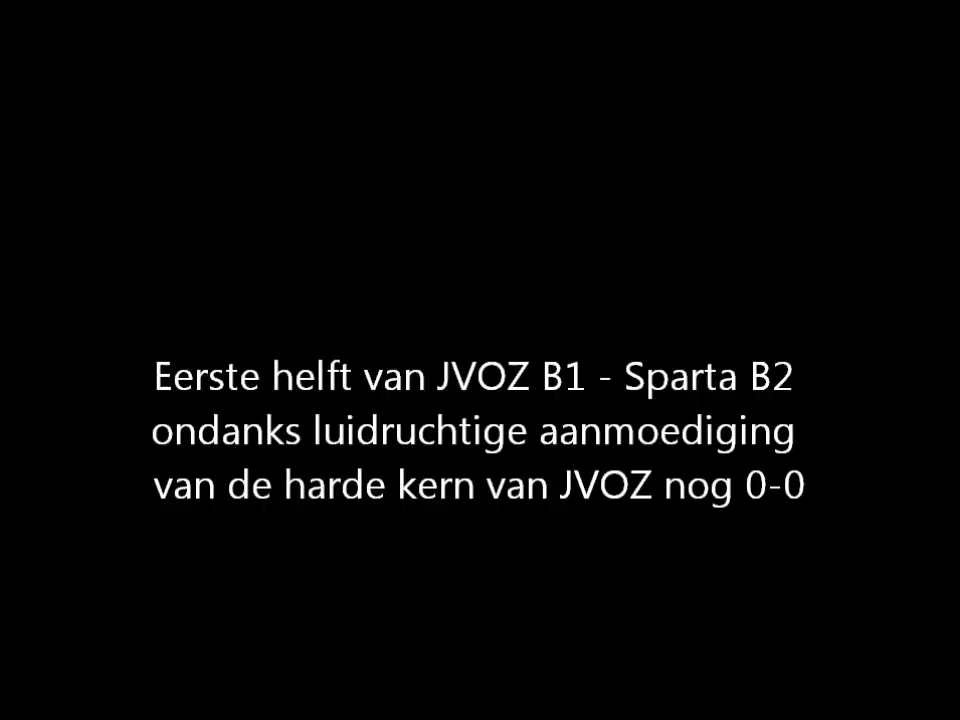 Eerste helft van JVOZ B1 - Sparta B2
ondanks luidruchtige aanmoediging
van de harde kern van JVOZ nog 0-0